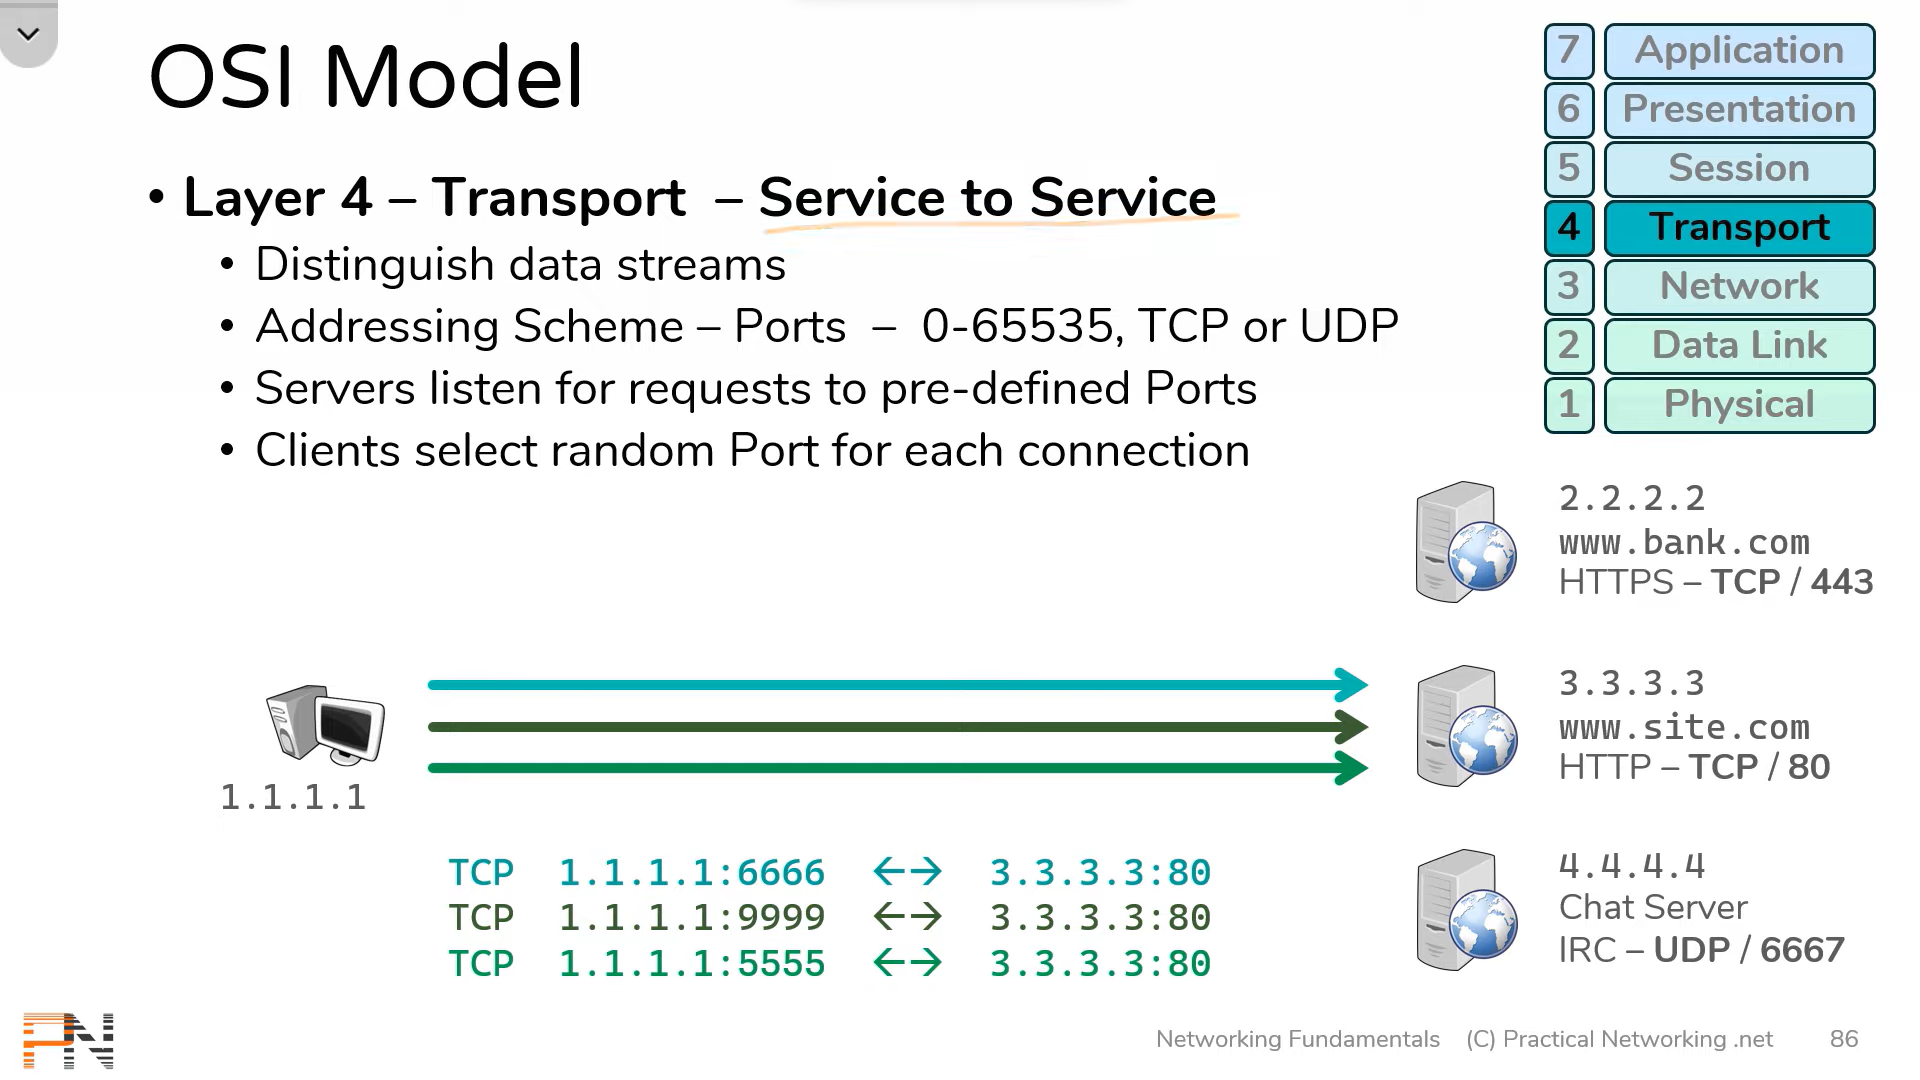 OSI Model
• Layer 4 – Transport – Service to Service
• Distinguish data streams
• Addressing Scheme – Ports – 0-65535, TCP or UDP
• Servers listen for requests to pre-defined Ports
• Clients select random Port for each connection
7 Application
6 Presentation
5 Session
4 Transport
3 Network
2 Data Link
1 Physical
2.2.2.2
www.bank.com
HTTPS – TCP / 443
3.3.3.3
www.site.com
HTTP – TCP / 80
4.4.4.4
Chat Server
IRC – UDP / 6667
1.1.1.1
TCP 1.1.1.1:6666 ←→ 3.3.3.3:80
TCP 1.1.1.1:9999 ←→ 3.3.3.3:80
TCP 1.1.1.1:5555 ←→ 3.3.3.3:80
PN
Networking Fundamentals (C) Practical Networking .net 86